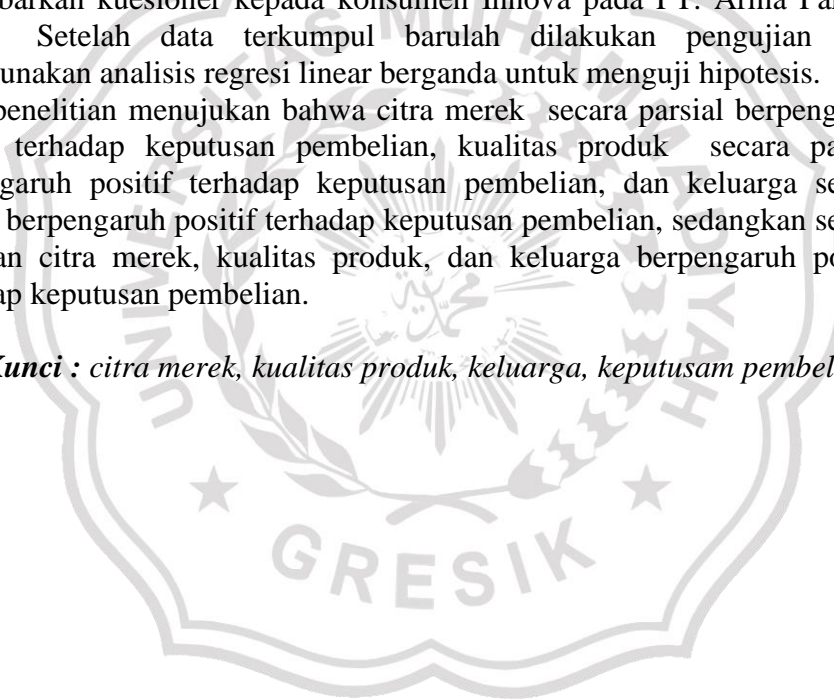 barkan kuesioner kepada konsumen Innova pada PT.
Setelah data terkumpul barulah dilakukan pengujian
unakan analisis regresi linear berganda untuk menguji hipotesis.
penelitian menujukan bahwa citra merek secara parsial berpeng
terhadap keputusan pembelian, kualitas produk secara pa
garuh positif terhadap keputusan pembelian, dan keluarga se
berpengaruh positif terhadap keputusan pembelian, sedangkan se
an citra merek, kualitas produk, dan keluarga berpengaruh po
ap keputusan pembelian.
Kunci : citra merek, kualitas produk, keluarga, keputusam pembel
UNIVERSITAS MUHAMMADIYAH
GRESIK